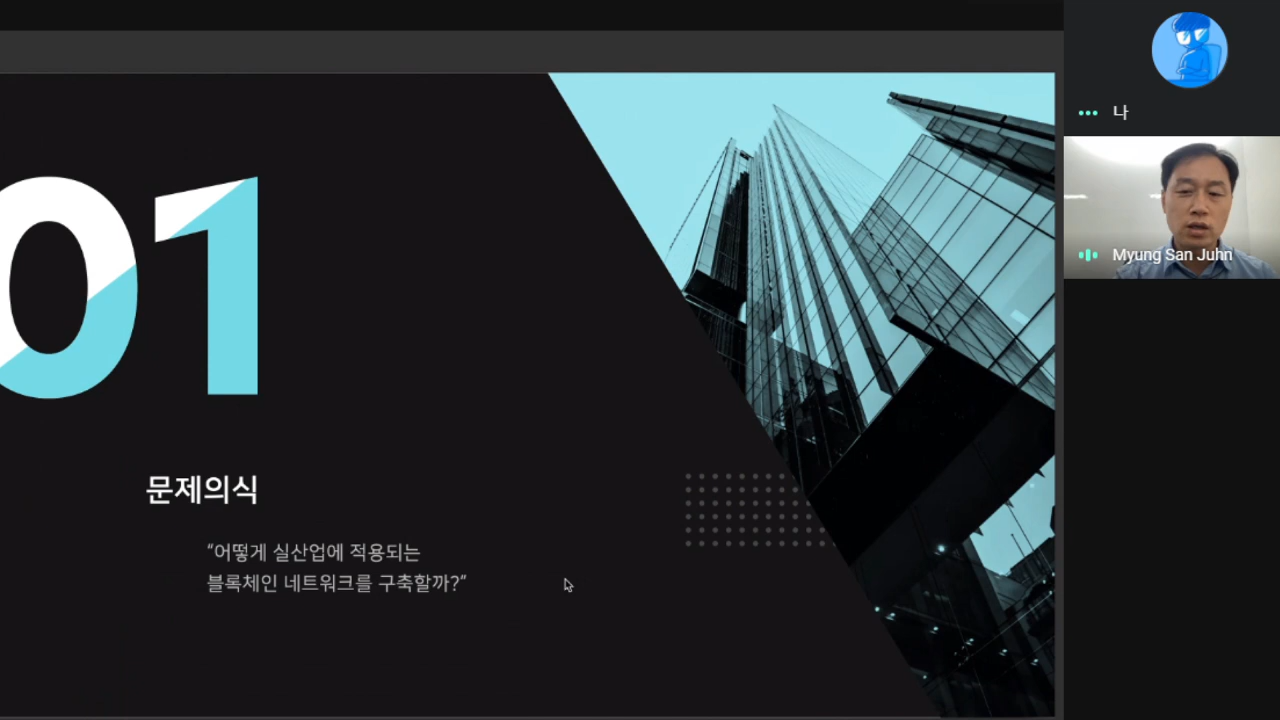 01
문제의식
“어떻게 실산업에 적용되는
블록체인 네트워크를 구축할까?”
나
Myung San Juhn